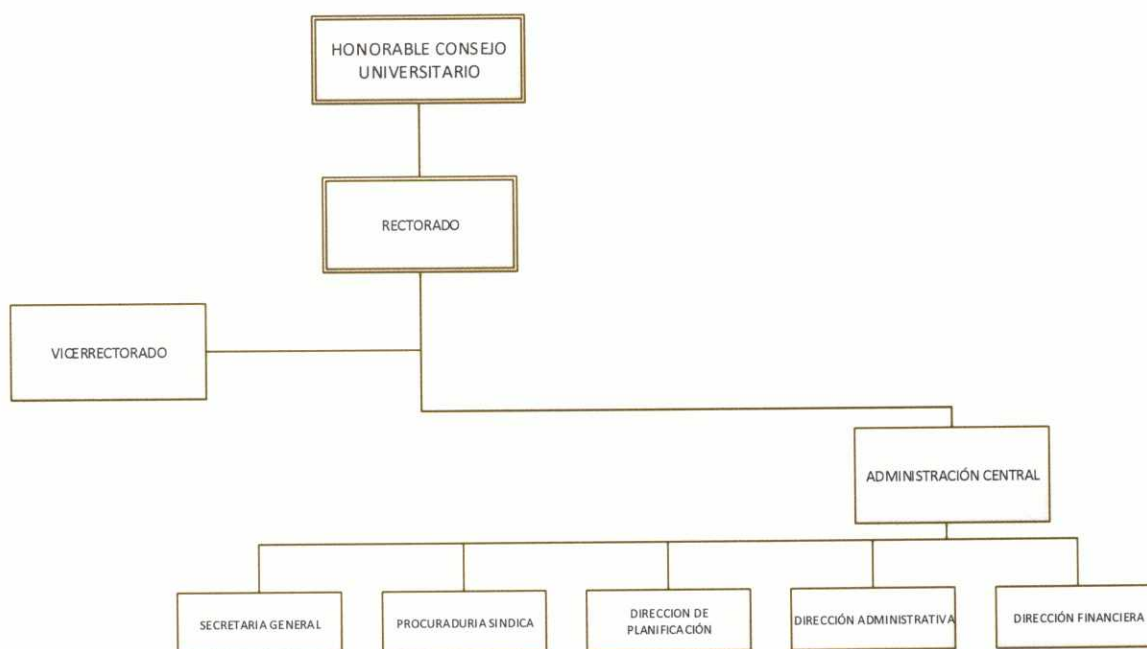 HONORABLE CONSEJO
UNIVERSITARIO
RECTORADO
VICERRECTORADO
ADMINISTRACIÓN CENTRAL
SECRETARIA GENERAL
PROCURADURIA SINDICA
DIRECCION DE
PLANIFICACIÓN
DIRECCIÓN ADMINISTRATIVA
DIRECCIÓN FINANCIERA